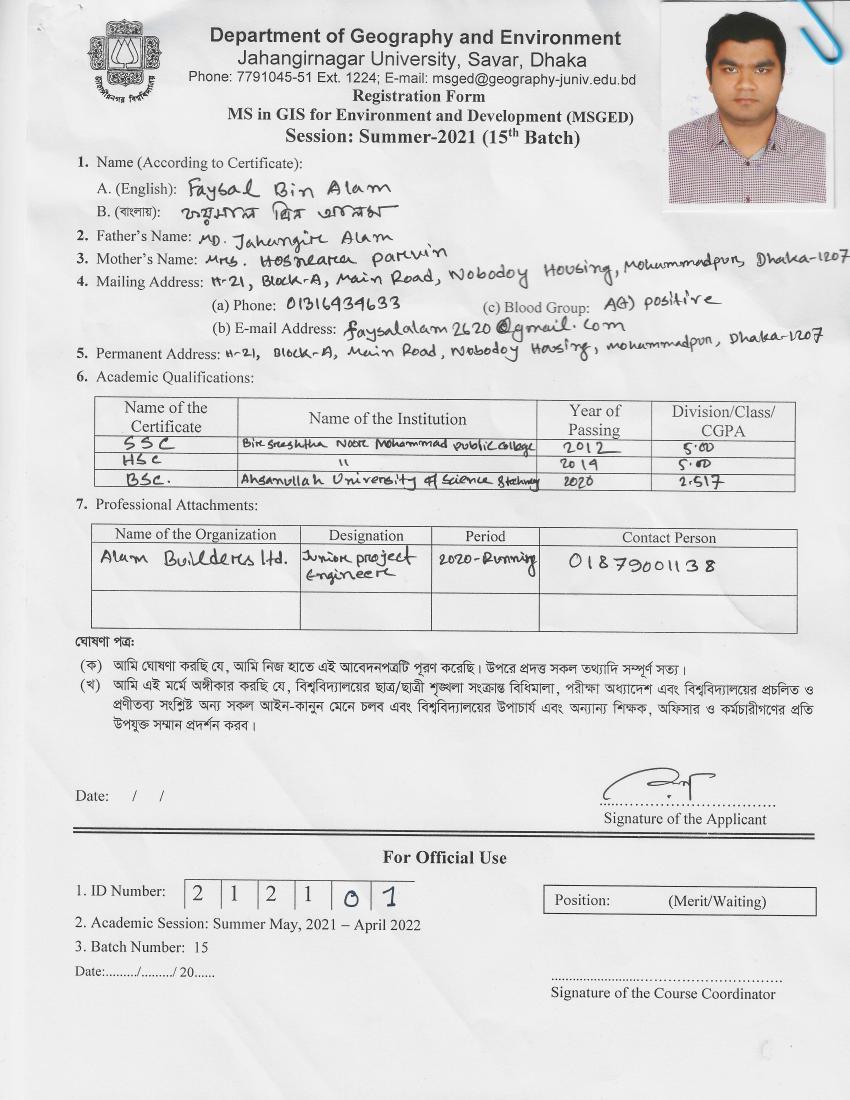 জাহাঙ্গীরনগর বিশ্ববিদ্যালয়
Department of Geography and Environment
Jahangirnagar University, Savar, Dhaka
Phone: 7791045-51 Ext. 1224; E-mail: msged@geography-juniv.edu.bd
Registration Form
MS in GIS for Environment and Development (MSGED)
Session: Summer-2021 (15th Batch)
1. Name (According to Certificate):
A. (English): Faysal Bin Alam
B. (বাংলায়): ফয়সাল বিন আলম
2. Father's Name: MD. Jahangir Alam
3. Mother's Name: Mrs. Hosneara Parvin
4. Mailing Address: H-21, Block-A, Main Road, Nobodoy Housing, Mohammadpur, Dhaka-1207
(a) Phone: 01316934633 (c) Blood Group: A(+) positive
(b) E-mail Address: faysalalam2620@gmail.com
5. Permanent Address: H-21, Block-A, Main Road, Nobodoy Housing, Mohammadpur, Dhaka-1207
6. Academic Qualifications:
Name of the Certificate Name of the Institution Year of Passing Division/Class/CGPA
SSC Bir Sreshtha Noor Mohammad public college 2012 5.00
HSC " 2014 5.00
BSC. Ahsanullah University of Science & 2020 2.517
7. Professional Attachments:
Name of the Organization Designation Period Contact Person
Alam Builders Ltd. Junior project Engineer 2020-Running 01879001138
ঘোষণা পত্র:
(ক) আমি ঘোষণা করছি যে, আমি নিজ হাতে এই আবেদনপত্রটি পূরণ করেছি। উপরে প্রদত্ত সকল তথ্যাদি সম্পূর্ণ সত্য।
(খ) আমি এই মর্মে অঙ্গীকার করছি যে, বিশ্ববিদ্যালয়ের ছাত্র/ছাত্রী শৃঙ্খলা সংক্রান্ত বিধিমালা, পরীক্ষা অধ্যাদেশ এবং বিশ্ববিদ্যালয়ের প্রচলিত ও
প্রণীতব্য সংশ্লিষ্ট অন্য সকল আইন-কানুন মেনে চলব এবং বিশ্ববিদ্যালয়ের উপাচার্য এবং অন্যান্য শিক্ষক, অফিসার ও কর্মচারীগণের প্রতি
উপযুক্ত সম্মান প্রদর্শন করব।
Date: / /
Signature of the Applicant
For Official Use
1. ID Number: 2 1 2 1 0 1
Position: (Merit/Waiting)
2. Academic Session: Summer May, 2021 – April 2022
3. Batch Number: 15
Date:........./........./ 20......
Signature of the Course Coordinator